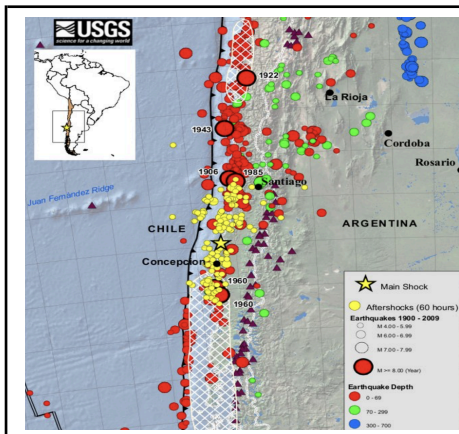 USGS
science for a changing world
1922
La Rioja
1943
Cordoba
Rosario
1906
1985
Santiago
Juan Fernández Ridge
CHILE
ARGENTINA
Concepcion
1960
1960
Main Shock
Aftershocks (60 hours)
Earthquakes 1900 - 2009
M 4.00 - 5.99
M 6.00 - 6.99
M 7.00 - 7.99
M >= 8.00 (Year)
Earthquake Depth
0 - 69
70 - 299
300 - 700